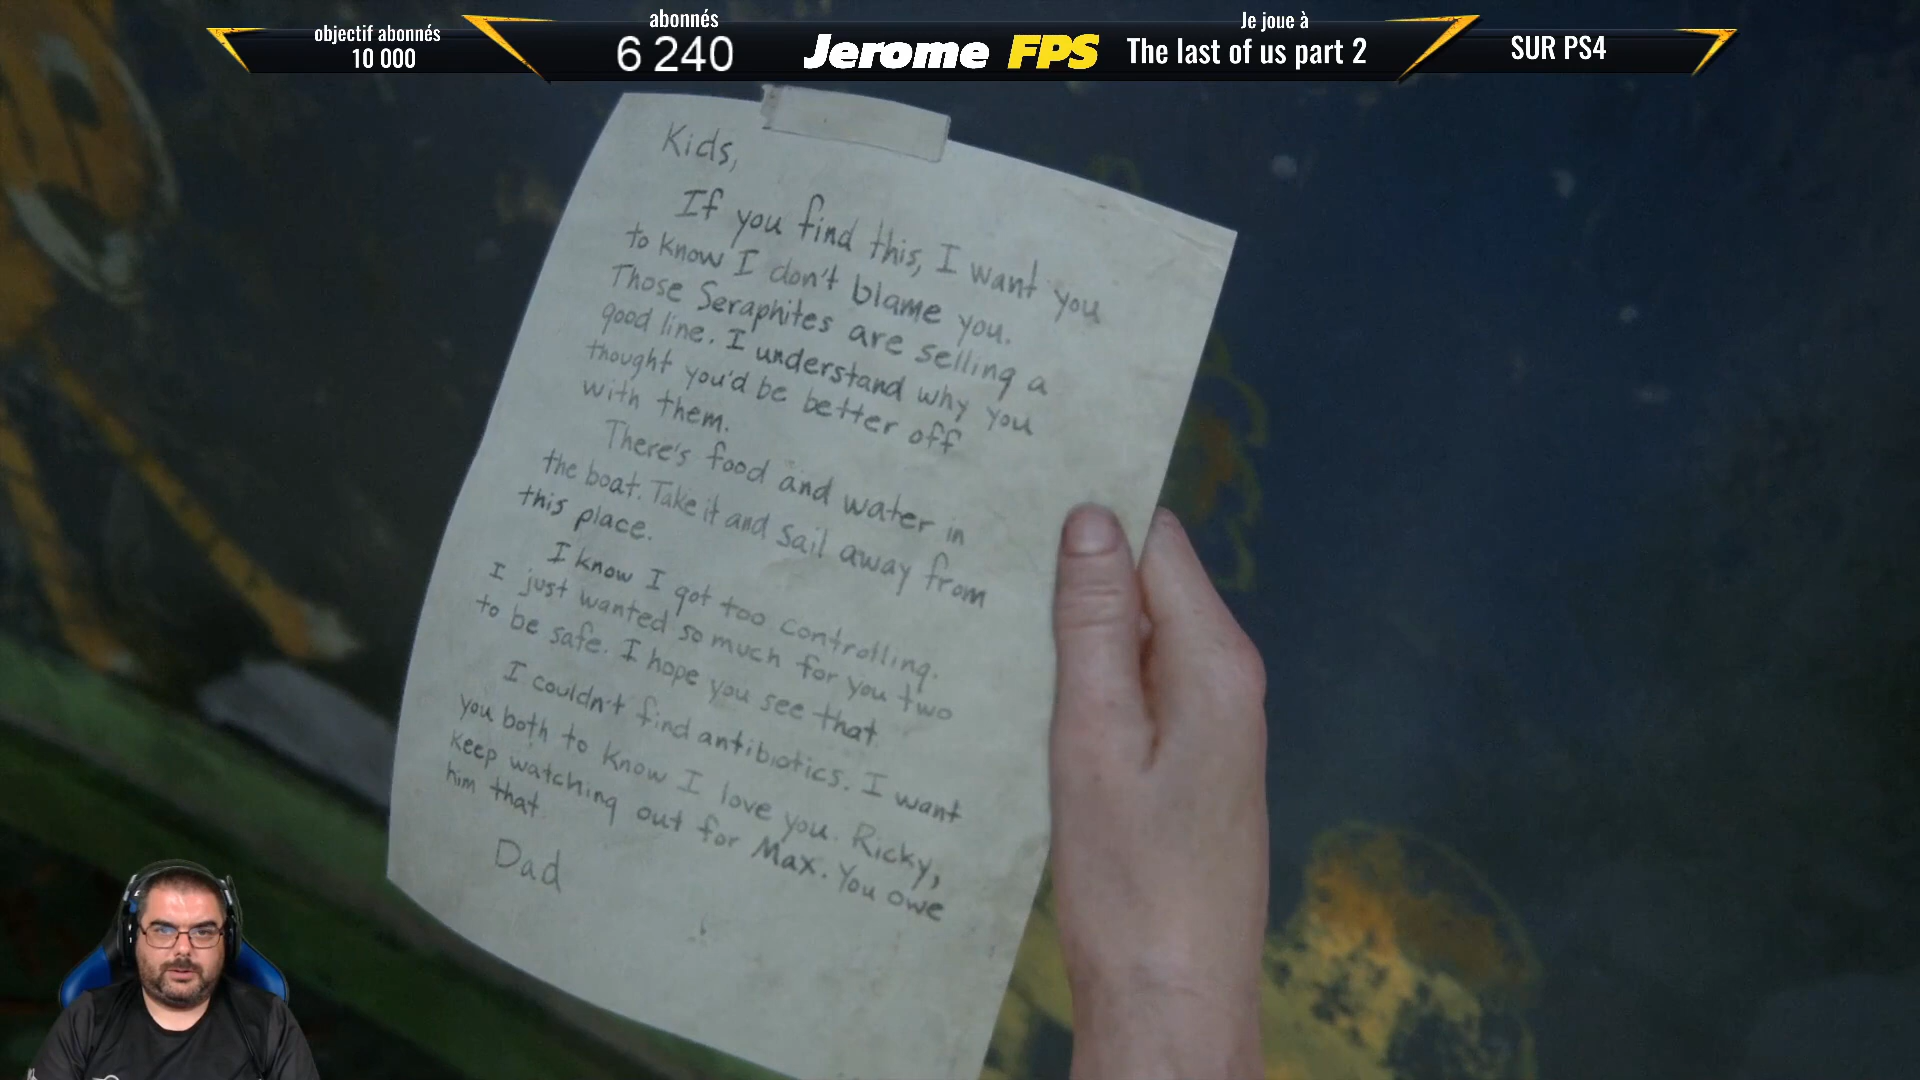 objectif abonnés
10 000
abonnés
6 240
Jerome FPS
Je joue à
The last of us part 2
SUR PS4
Kids,
If you find this, I want you
to know I don't blame you.
Those Seraphites are selling a
good line. I understand why you
thought you'd be better off
with them.
There's food and water in
the boat. Take it and sail away from
this place.
I know I got too controlling.
I just wanted so much for you two
to be safe. I hope you see that.
I couldn't find antibiotics. I want
you both to know I love you. Ricky,
keep watching out for Max. You owe
him that.
Dad